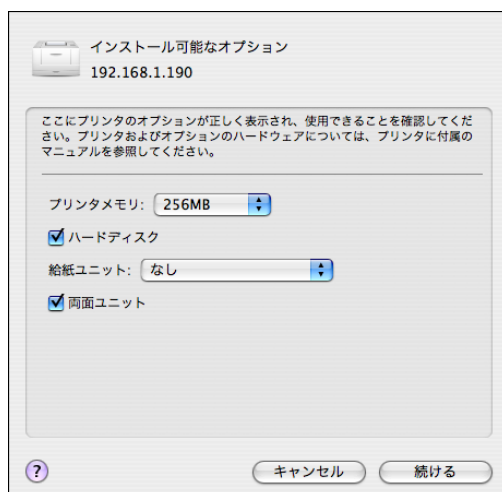 インストール可能なオプション
192.168.1.190
ここにプリンタのオプションが正しく表示され、使用できることを確認してくだ
さい。プリンタおよびオプションのハードウェアについては、プリンタに付属の
マニュアルを参照してください。
プリンタメモリ: 256MB
ハードディスク
給紙ユニット: なし
両面ユニット
? キャンセル 続ける